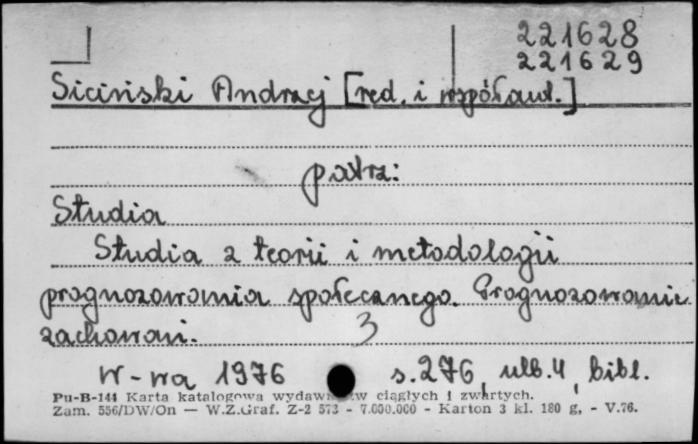 221628
221629
Siciński Andrzej [red. i współaut.]
patrz:
Studia
Studia z teorii i metodologii
prognozowania społecznego. Prognozowanie
zachowań. 3
W-wa 1976 s. 276, ulb. 4, bibl.
Pu-B-144 Karta katalogowa wydawnictw ciągłych i zwartych.
Zam. 556/DW/On — W.Z.Graf. Z-2 573 - 7.000.000 - Karton 3 kl. 180 g, - V.76.